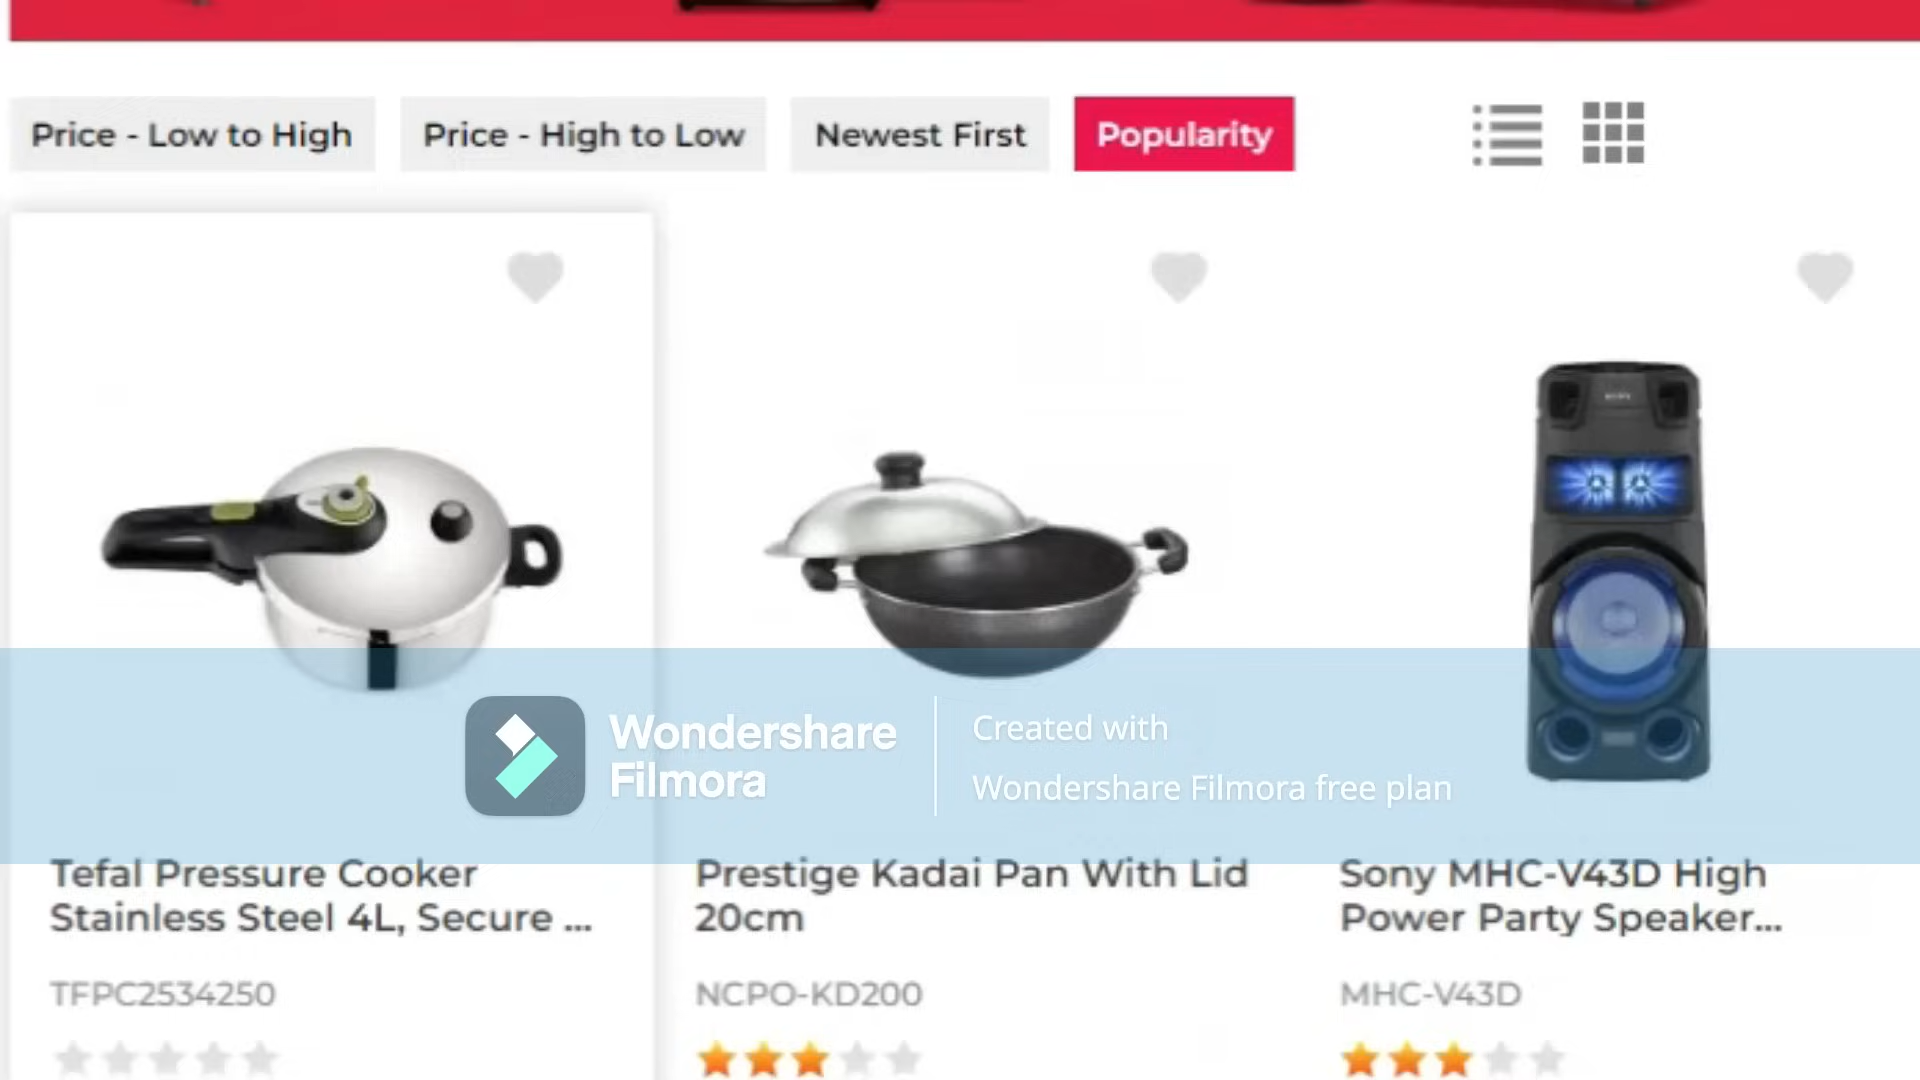 Price - Low to High
Price - High to Low
Newest First
Popularity
Wondershare
Filmora
Created with
Wondershare Filmora free plan
Tefal Pressure Cooker
Stainless Steel 4L, Secure ...
TFPC2534250
Prestige Kadai Pan With Lid
20cm
NCPO-KD200
Sony MHC-V43D High
Power Party Speaker...
MHC-V43D